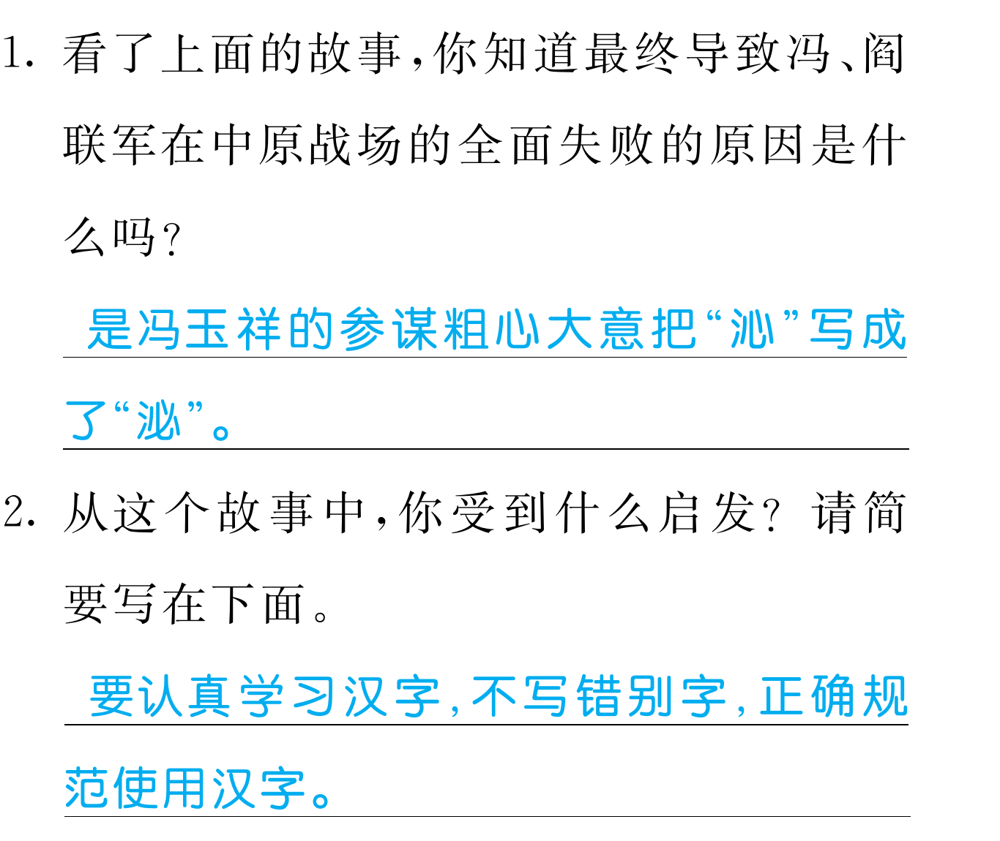 1. 看了上面的故事,你知道最终导致冯、阎
联军在中原战场的全面失败的原因是什
么吗?
是冯玉祥的参谋粗心大意把“沁”写成
了“泌”。
2. 从这个故事中,你受到什么启发? 请简
要写在下面。
要认真学习汉字,不写错别字,正确规
范使用汉字。